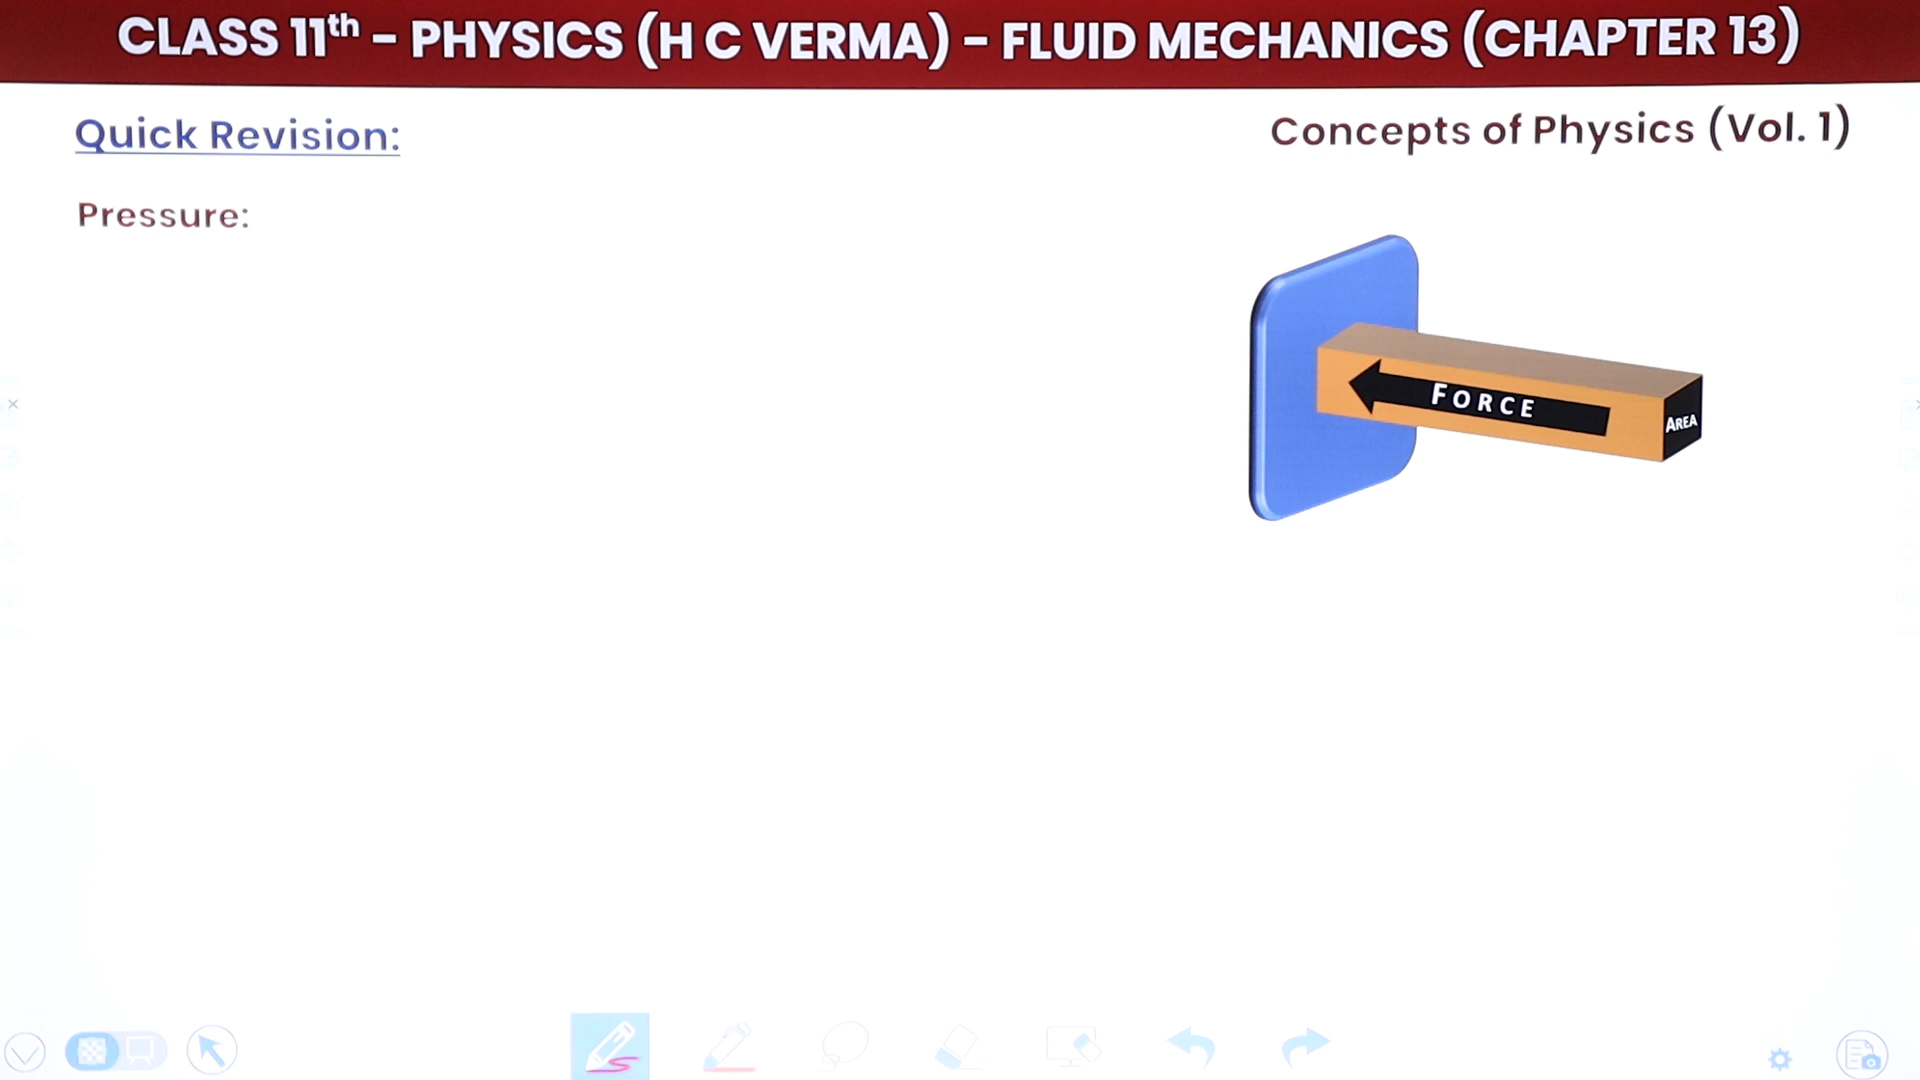 CLASS 11th - PHYSICS (H C VERMA) - FLUID MECHANICS (CHAPTER 13)
Quick Revision:
Concepts of Physics (Vol. 1)
Pressure:
FORCE
AREA